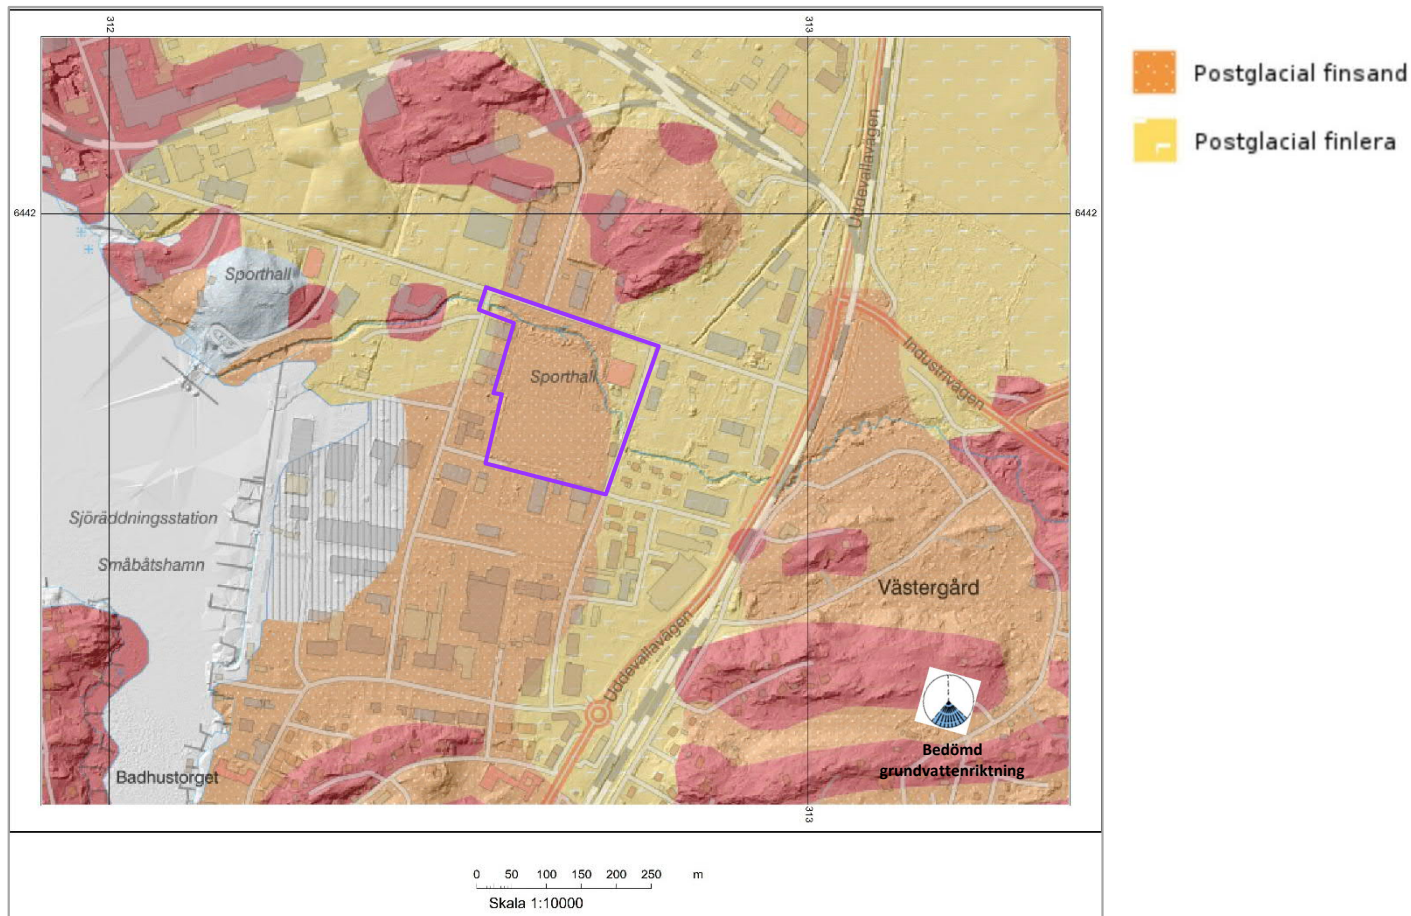 312
313
Postglacial finsand
Postglacial finlera
Uddevallavägen
6442
6442
Sporthall
Industrivägen
Sporthall
Sjöräddningsstation
Småbåtshamn
Västergård
Uddevallavägen
Bedömd
grundvattenriktning
Badhustorget
313
0 50 100 150 200 250 m
Skala 1:10000